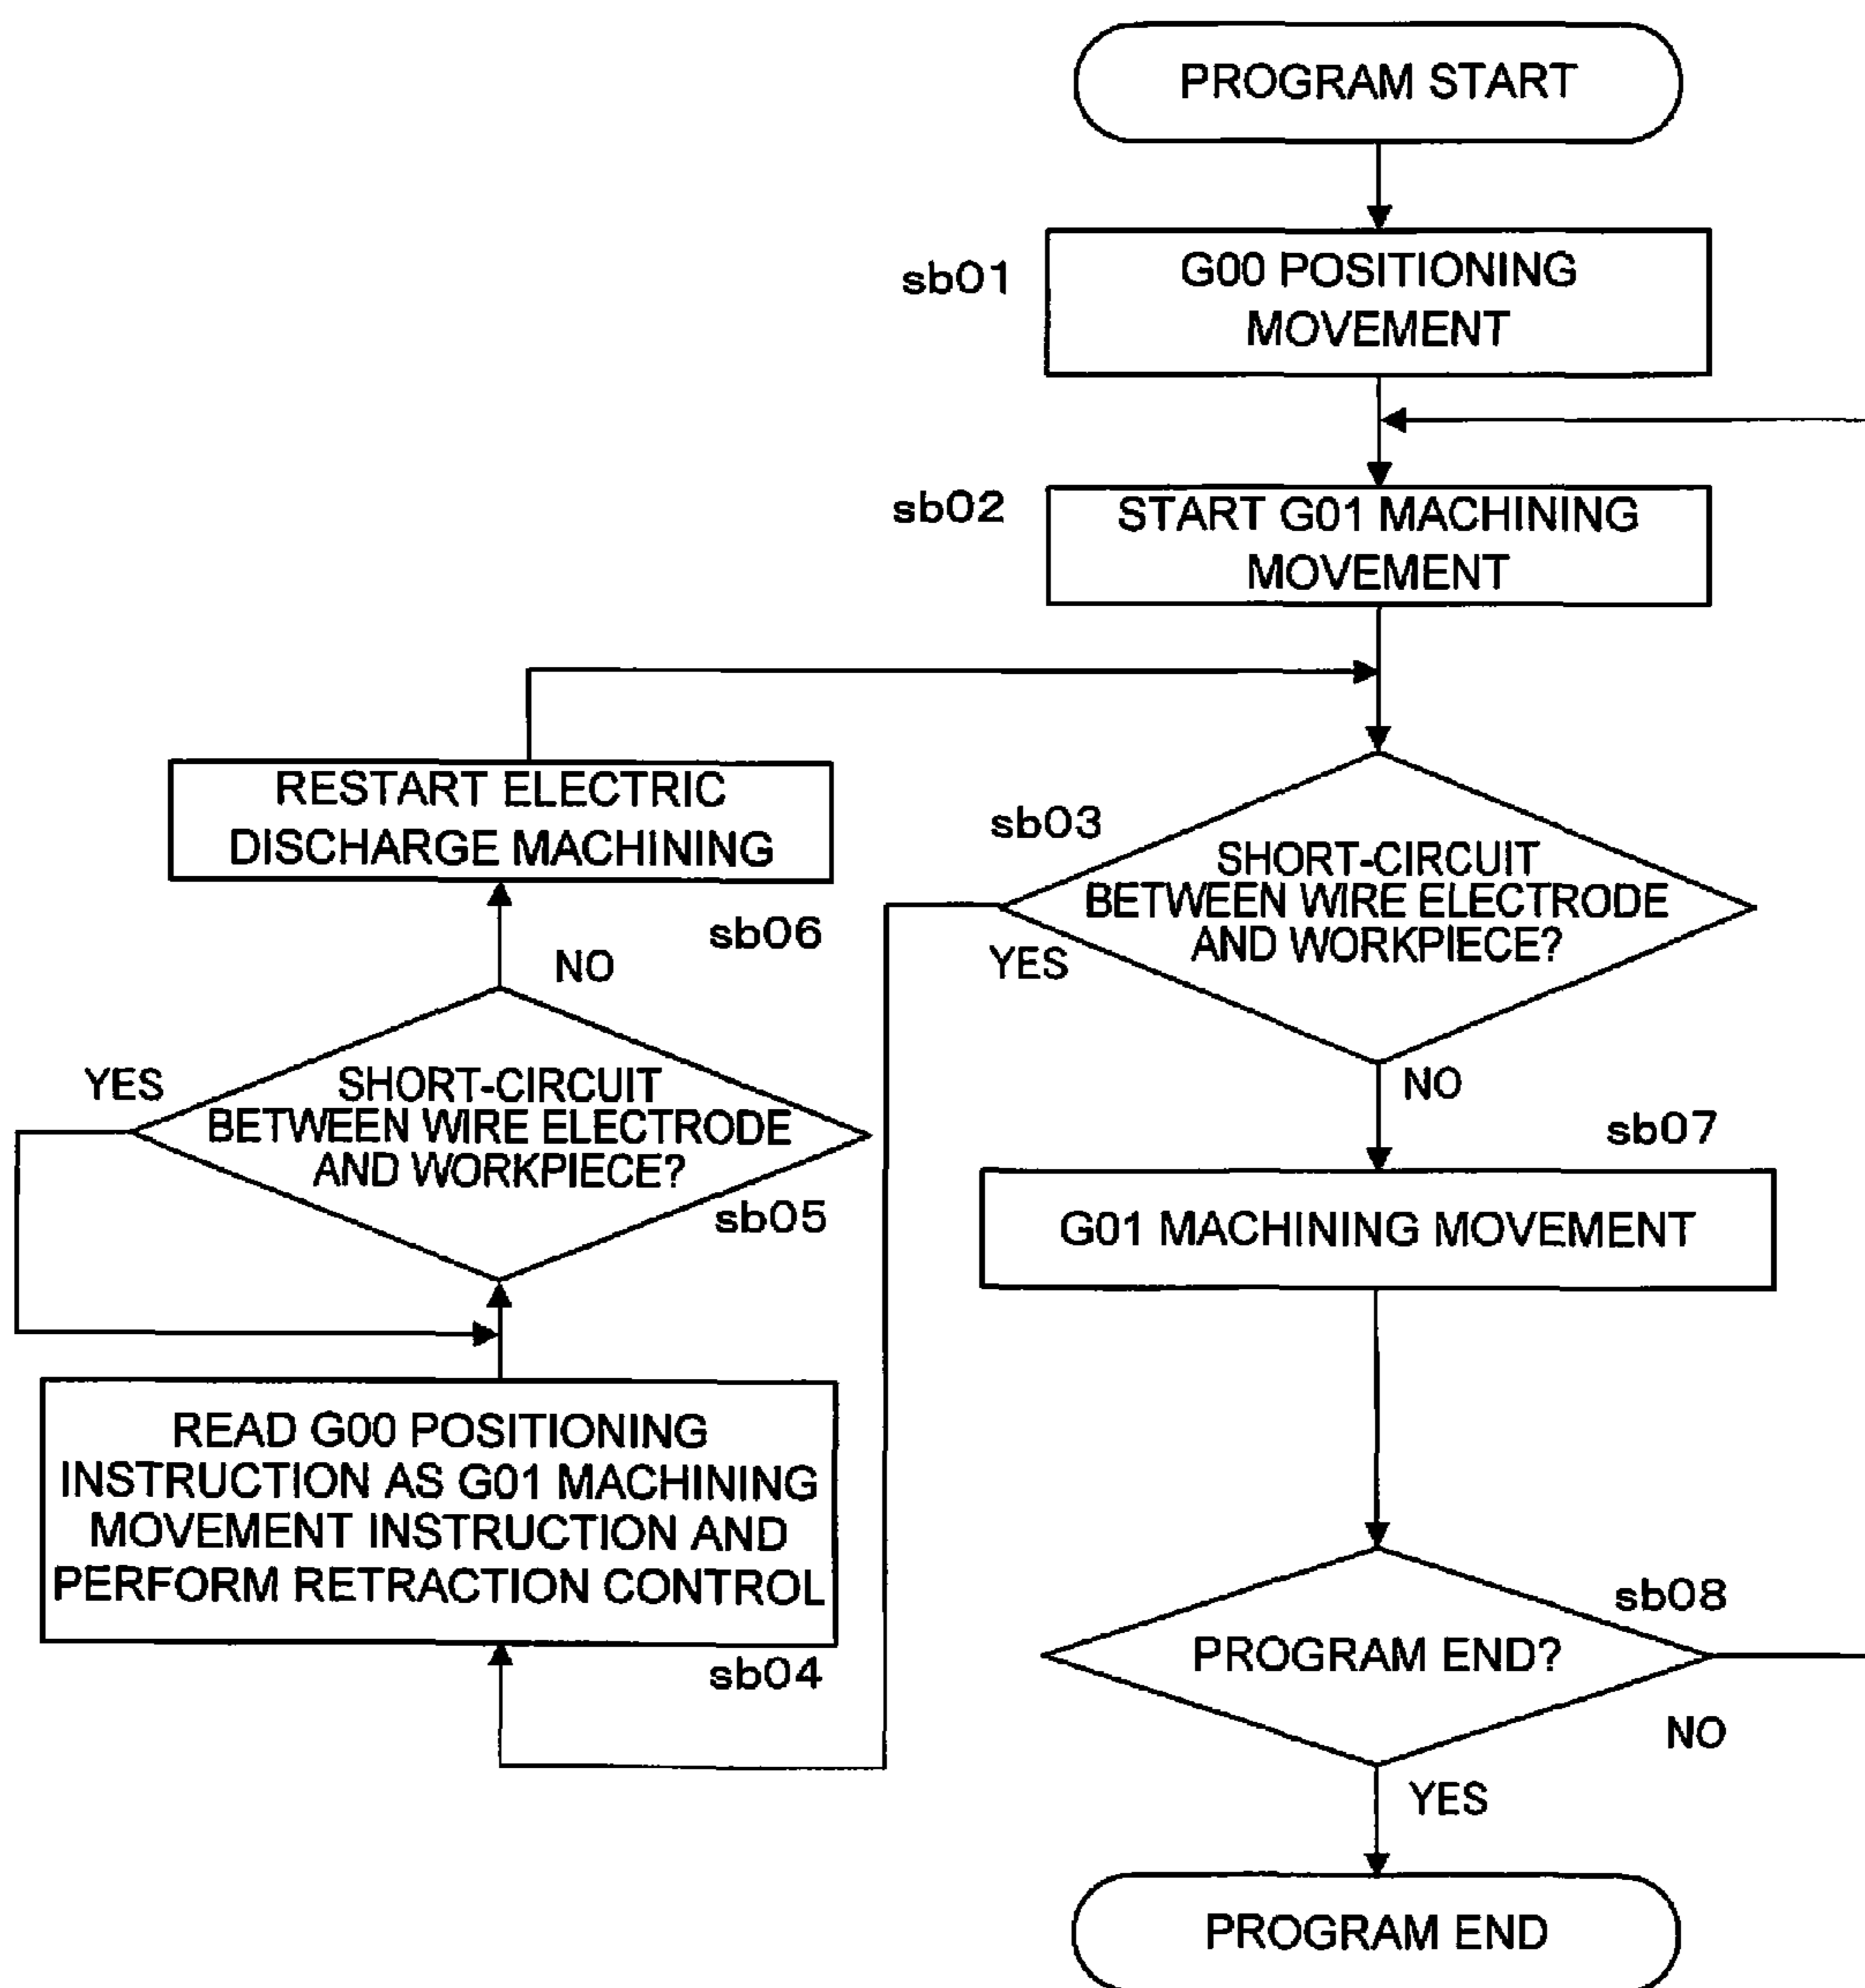 PROGRAM START
sb01
G00 POSITIONING
MOVEMENT
sb02
START G01 MACHINING
MOVEMENT
sb03
SHORT-CIRCUIT
BETWEEN WIRE ELECTRODE
AND WORKPIECE?
YES
NO
RESTART ELECTRIC
DISCHARGE MACHINING
sb06
NO
YES
SHORT-CIRCUIT
BETWEEN WIRE ELECTRODE
AND WORKPIECE?
sb05
READ G00 POSITIONING
INSTRUCTION AS G01 MACHINING
MOVEMENT INSTRUCTION AND
PERFORM RETRACTION CONTROL
sb04
sb07
G01 MACHINING MOVEMENT
sb08
PROGRAM END?
NO
YES
PROGRAM END